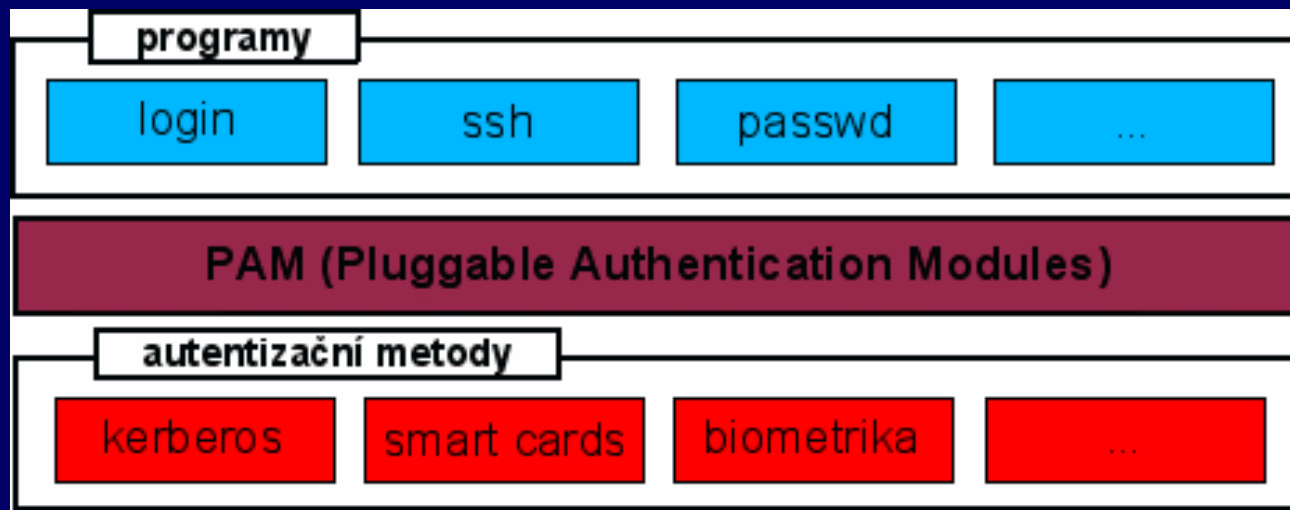 programy
login ssh passwd ...
PAM (Pluggable Authentication Modules)
autentizační metody
kerberos smart cards biometrika ...